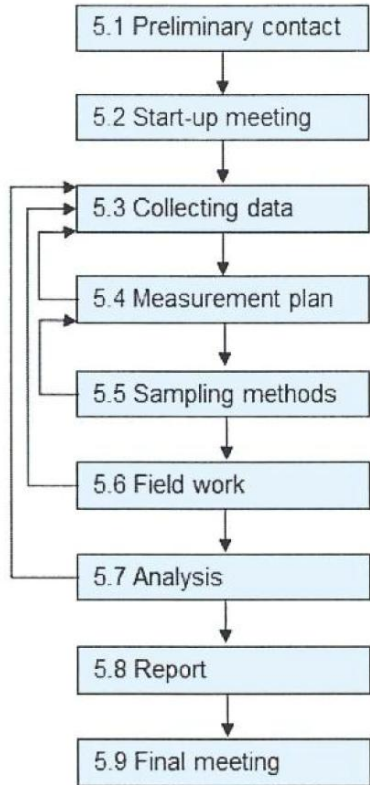 5.1 Preliminary contact
5.2 Start-up meeting
5.3 Collecting data
5.4 Measurement plan
5.5 Sampling methods
5.6 Field work
5.7 Analysis
5.8 Report
5.9 Final meeting